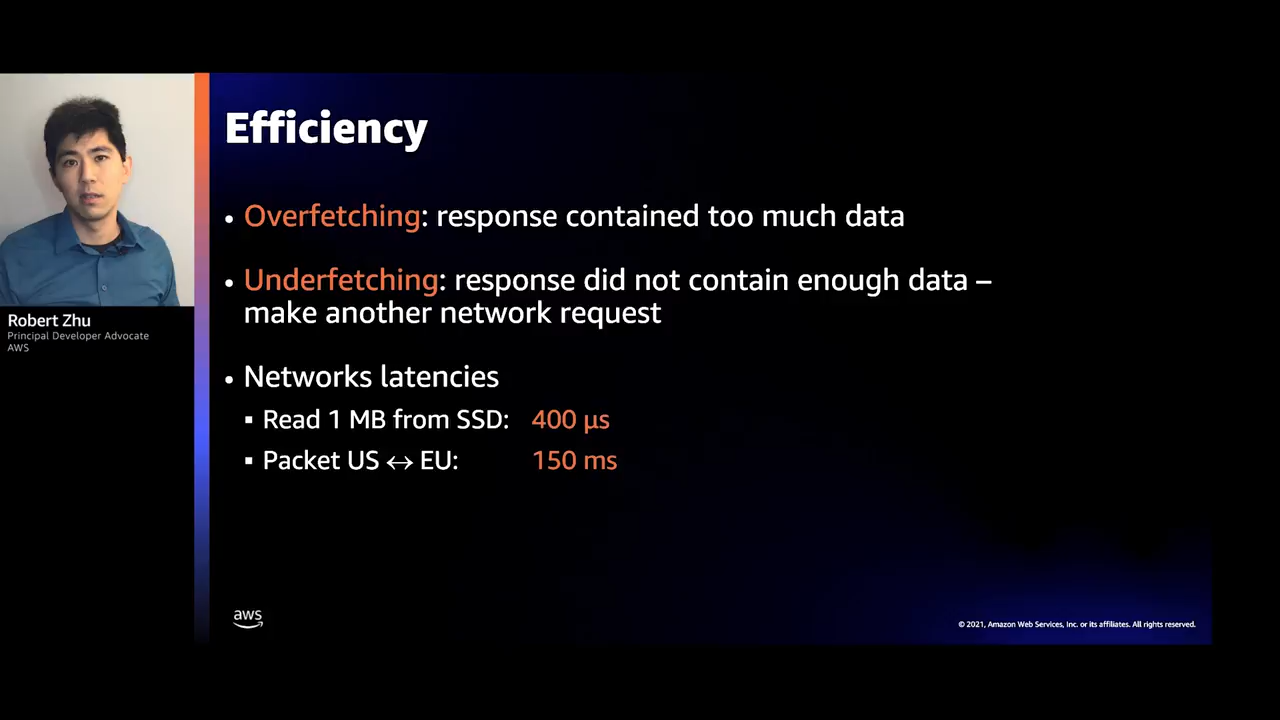 Efficiency
• Overfetching: response contained too much data
• Underfetching: response did not contain enough data –
make another network request
• Networks latencies
▪ Read 1 MB from SSD: 400 µs
▪ Packet US ↔ EU: 150 ms
Robert Zhu
Principal Developer Advocate
AWS
aws
© 2021, Amazon Web Services, Inc. or its affiliates. All rights reserved.